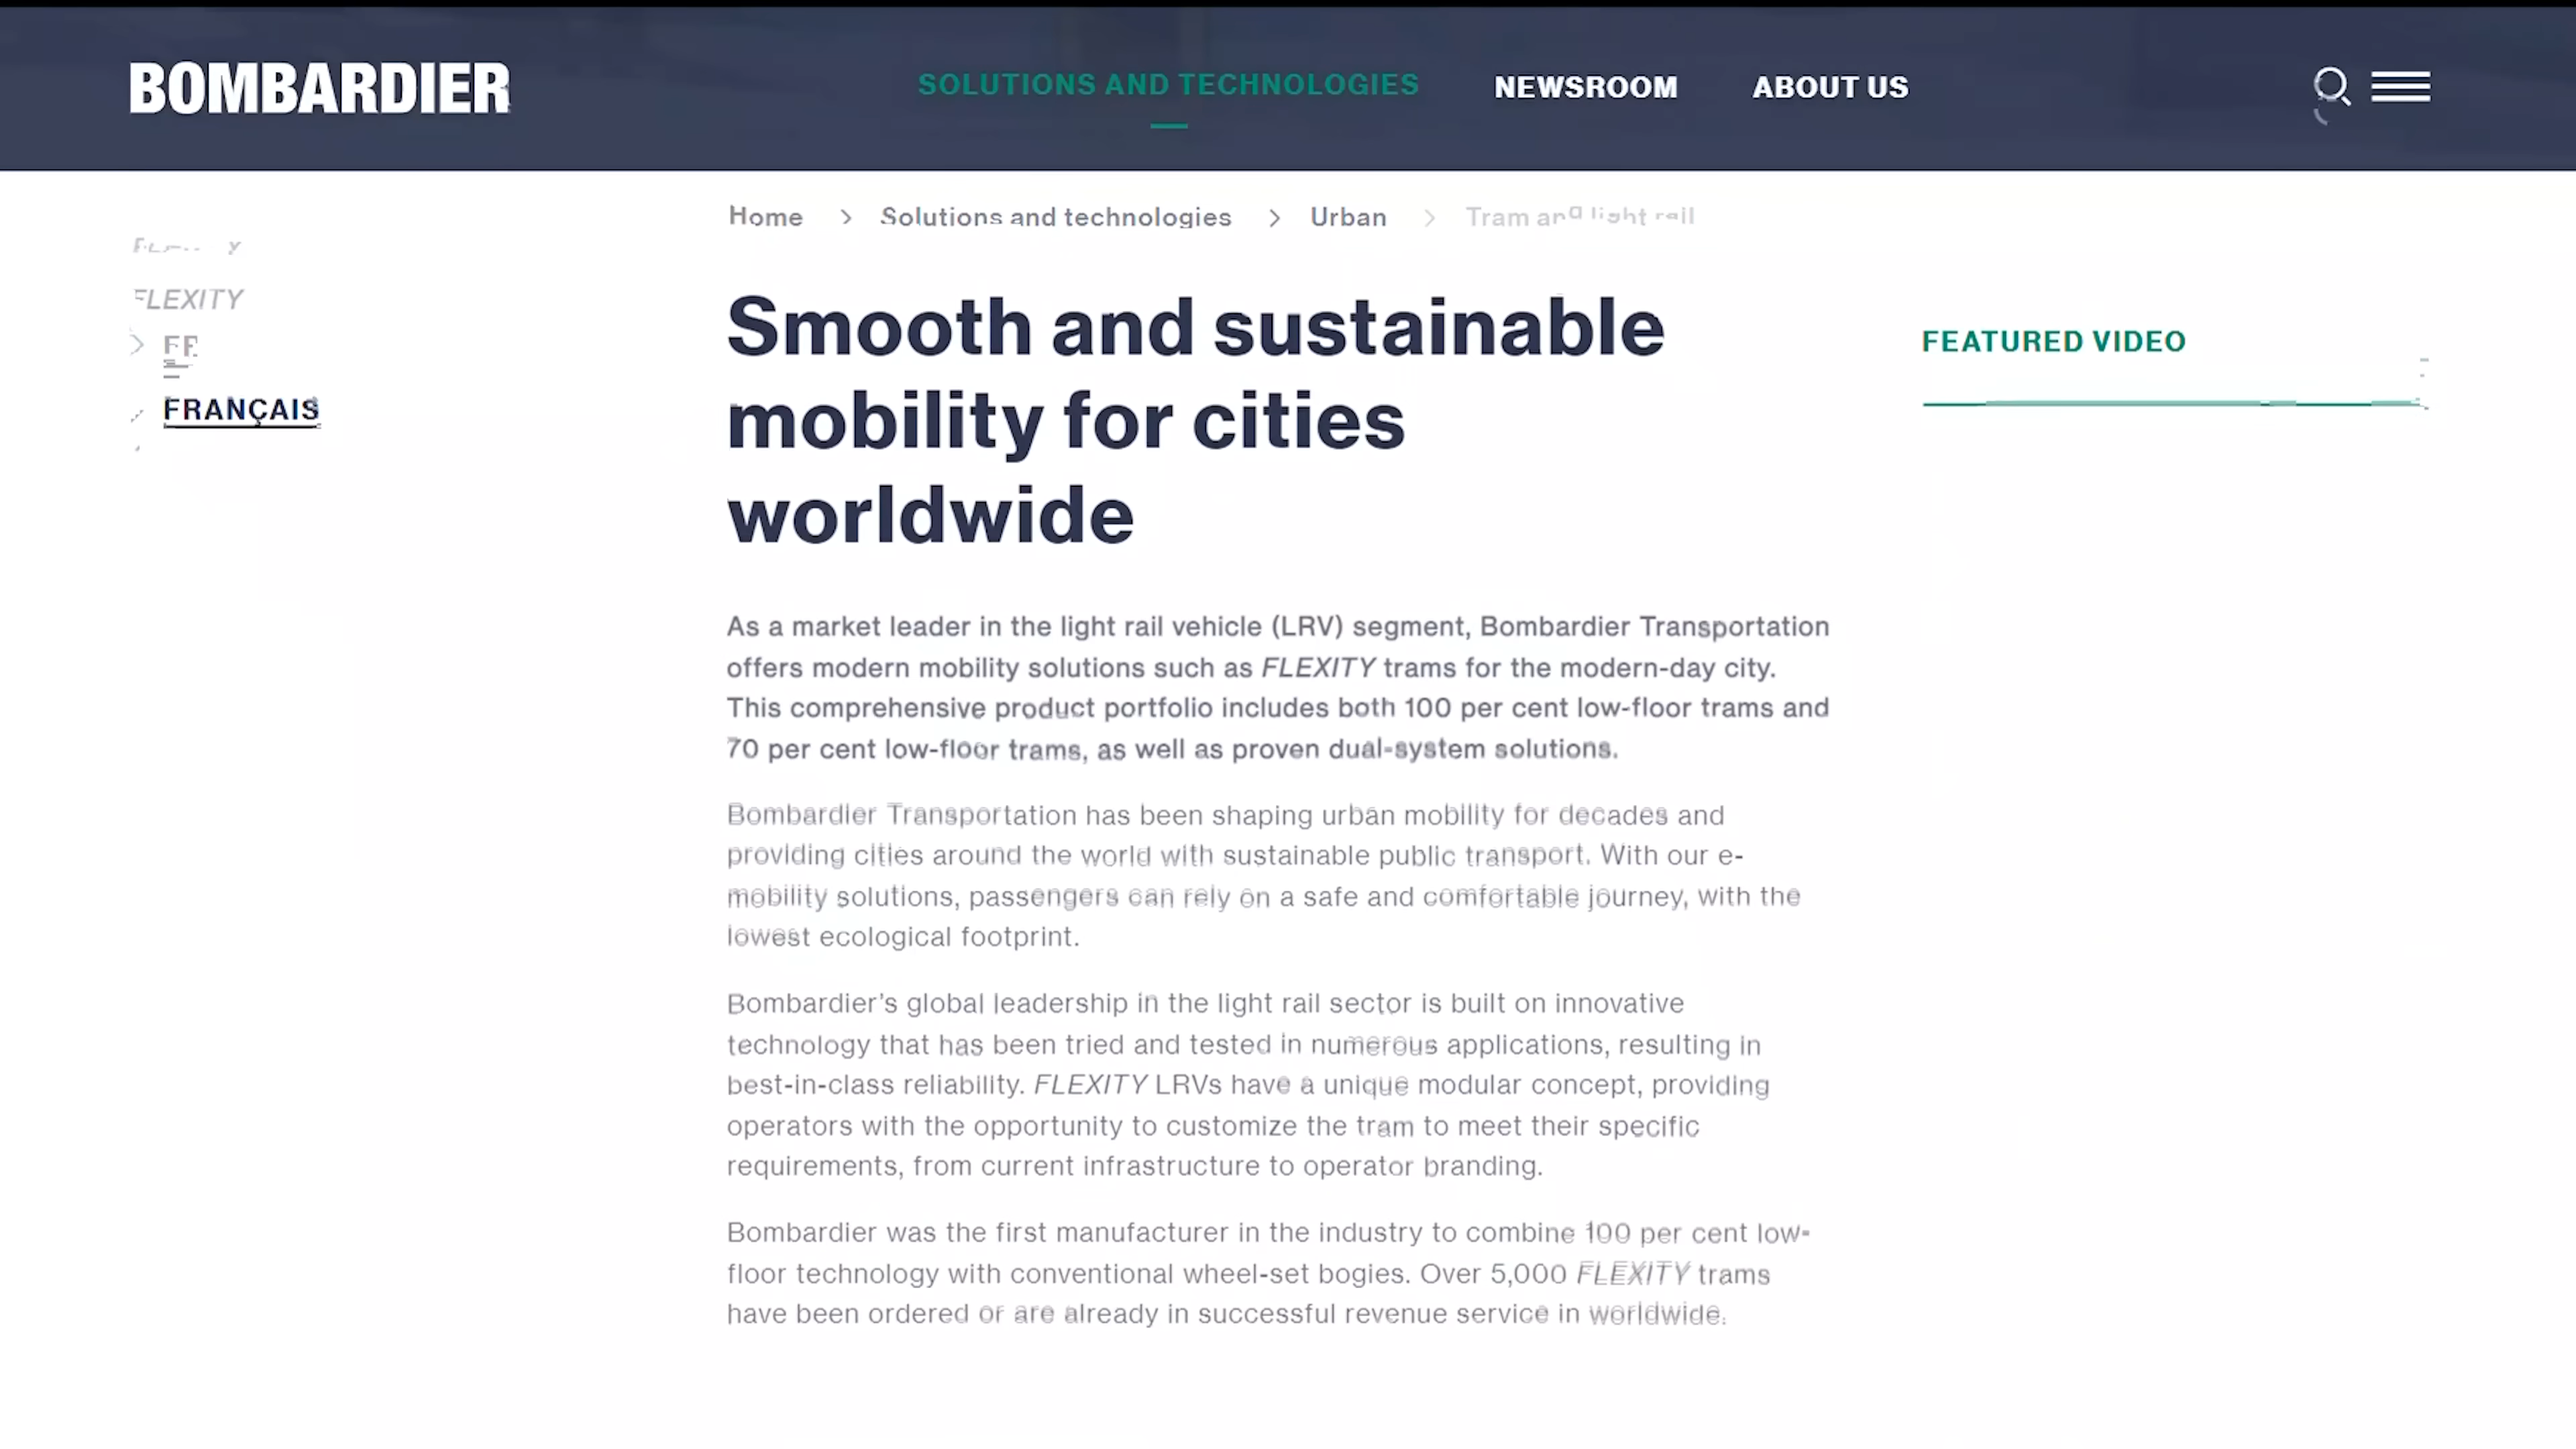 BOMBARDIER
SOLUTIONS AND TECHNOLOGIES
NEWSROOM
ABOUT US
Home > Solutions and technologies > Urban > Tram and light rail
FLEXITY
FRANÇAIS
Smooth and sustainable
mobility for cities
worldwide
FEATURED VIDEO
As a market leader in the light rail vehicle (LRV) segment, Bombardier Transportation
offers modern mobility solutions such as FLEXITY trams for the modern-day city.
This comprehensive product portfolio includes both 100 per cent low-floor trams and
70 per cent low-floor trams, as well as proven dual-system solutions.
Bombardier Transportation has been shaping urban mobility for decades and
providing cities around the world with sustainable public transport. With our e-
mobility solutions, passengers can rely on a safe and comfortable journey, with the
lowest ecological footprint.
Bombardier's global leadership in the light rail sector is built on innovative
technology that has been tried and tested in numerous applications, resulting in
best-in-class reliability. FLEXITY LRVs have a unique modular concept, providing
operators with the opportunity to customize the tram to meet their specific
requirements, from current infrastructure to operator branding.
Bombardier was the first manufacturer in the industry to combine 100 per cent low-
floor technology with conventional wheel-set bogies. Over 5,000 FLEXITY trams
have been ordered or are already in successful revenue service in worldwide.